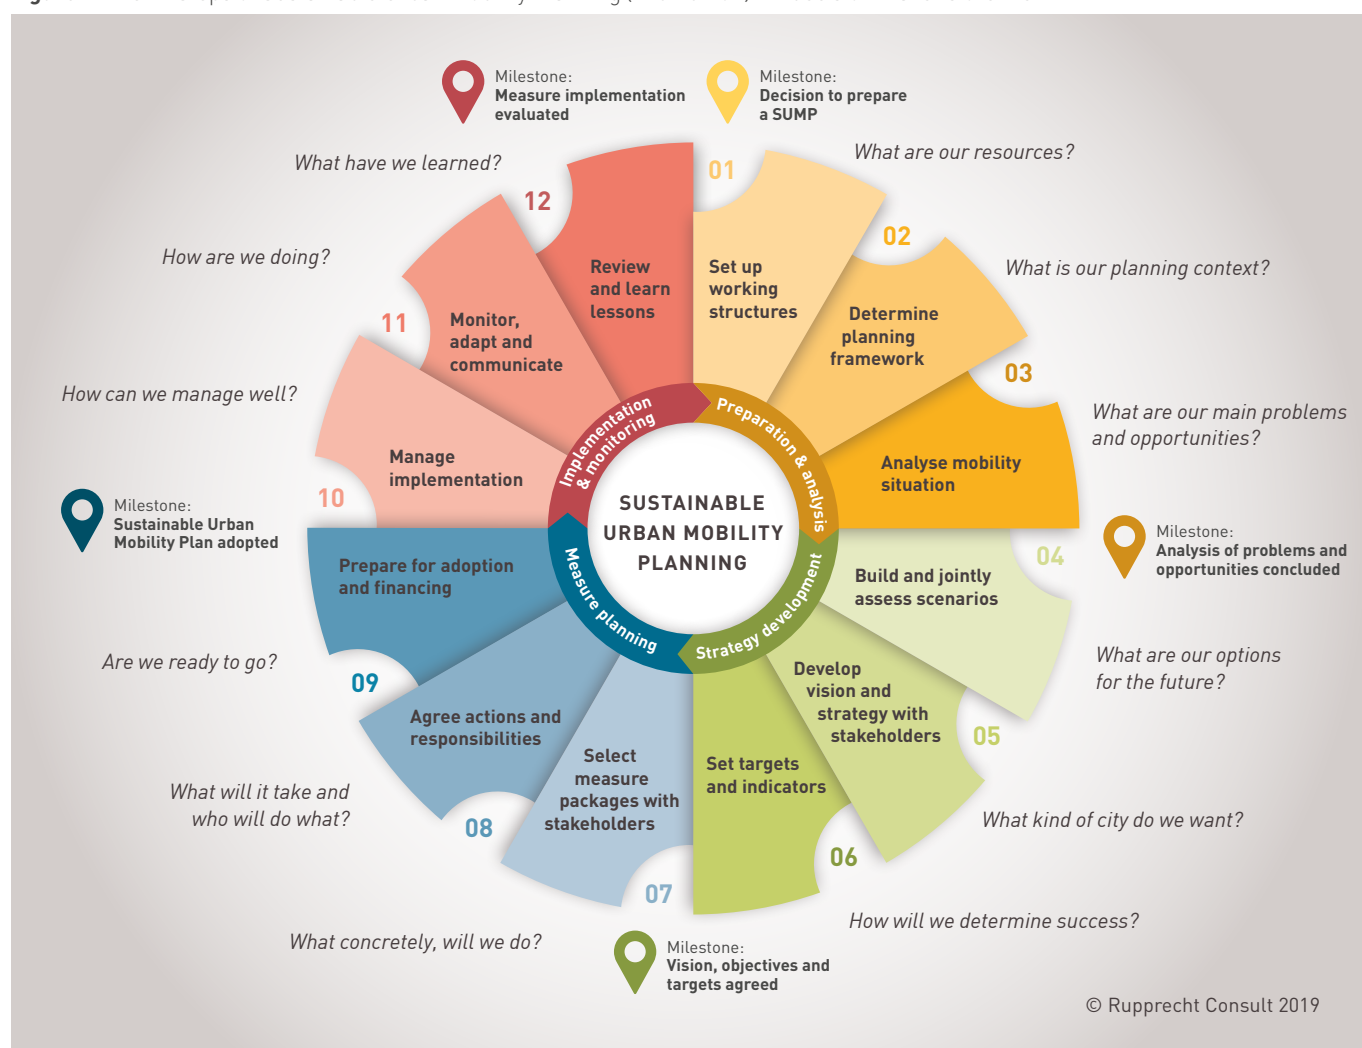 Milestone:
Measure implementation
evaluated
Milestone:
Decision to prepare
a SUMP
What have we learned?
What are our resources?
01
12
02
How are we doing?
What is our planning context?
Review
and learn
lessons
Set up
working
structures
11
Monitor,
adapt and
communicate
Determine
planning
framework
03
How can we manage well?
What are our main problems
and opportunities?
Implementation
& monitoring
Preparation & analysis
Manage
implementation
Analyse mobility
situation
10
SUSTAINABLE
URBAN MOBILITY
PLANNING
Milestone:
Sustainable Urban
Mobility Plan adopted
Milestone:
Analysis of problems and
opportunities concluded
04
Prepare for adoption
and financing
Measure planning
Strategy development
Build and jointly
assess scenarios
Are we ready to go?
What are our options
for the future?
09
Agree actions and
responsibilities
Develop
vision and
strategy with
stakeholders
05
Select
measure
packages with
stakeholders
Set targets
and indicators
What will it take and
who will do what?
What kind of city do we want?
08
06
07
What concretely, will we do?
How will we determine success?
Milestone:
Vision, objectives and
targets agreed
© Rupprecht Consult 2019